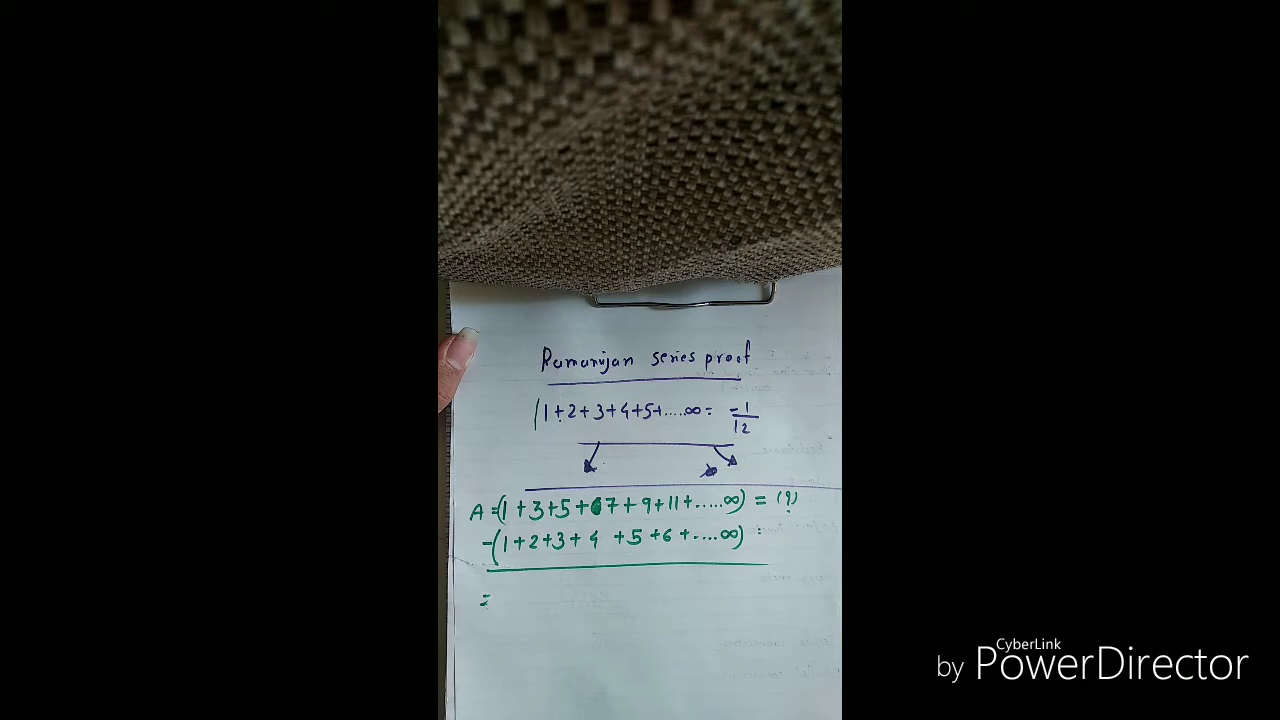 Ramanujan series proof
1+2+3+4+5+....∞ = -1/12
A =(1+3+5+7+9+11+.....∞) = (?)
-(1+2+3+4+5+6+....∞) :
=
CyberLink
by PowerDirector